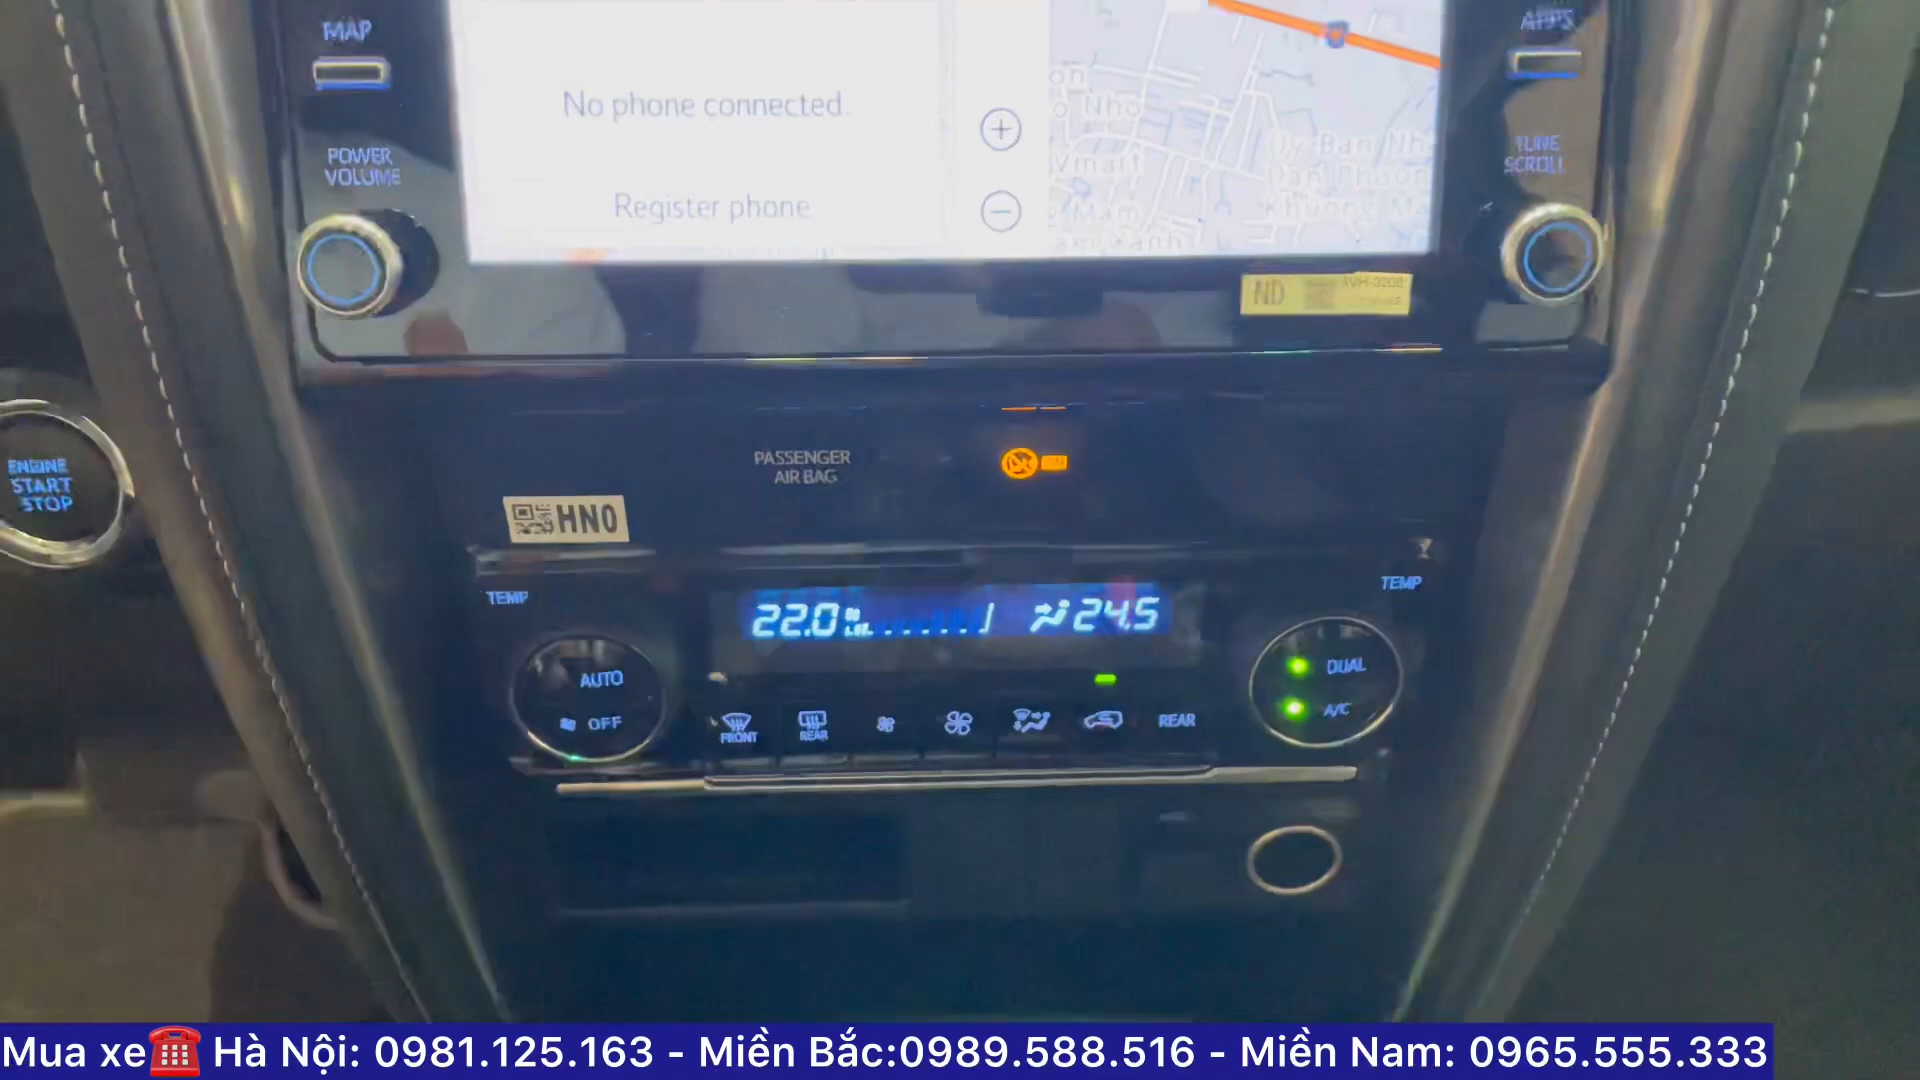 MAP
APPS
No phone connected.
POWER
VOLUME
TUNE
SCROLL
Vmart
Register phone
ND
PASSENGER
AIR BAG
ENGINE
START
STOP
HN0
TEMP
TEMP
22.0
24.5
AUTO
OFF
DUAL
A/C
FRONT
REAR
REAR
Mua xe☎️ Hà Nội: 0981.125.163 - Miền Bắc:0989.588.516 - Miền Nam: 0965.555.333